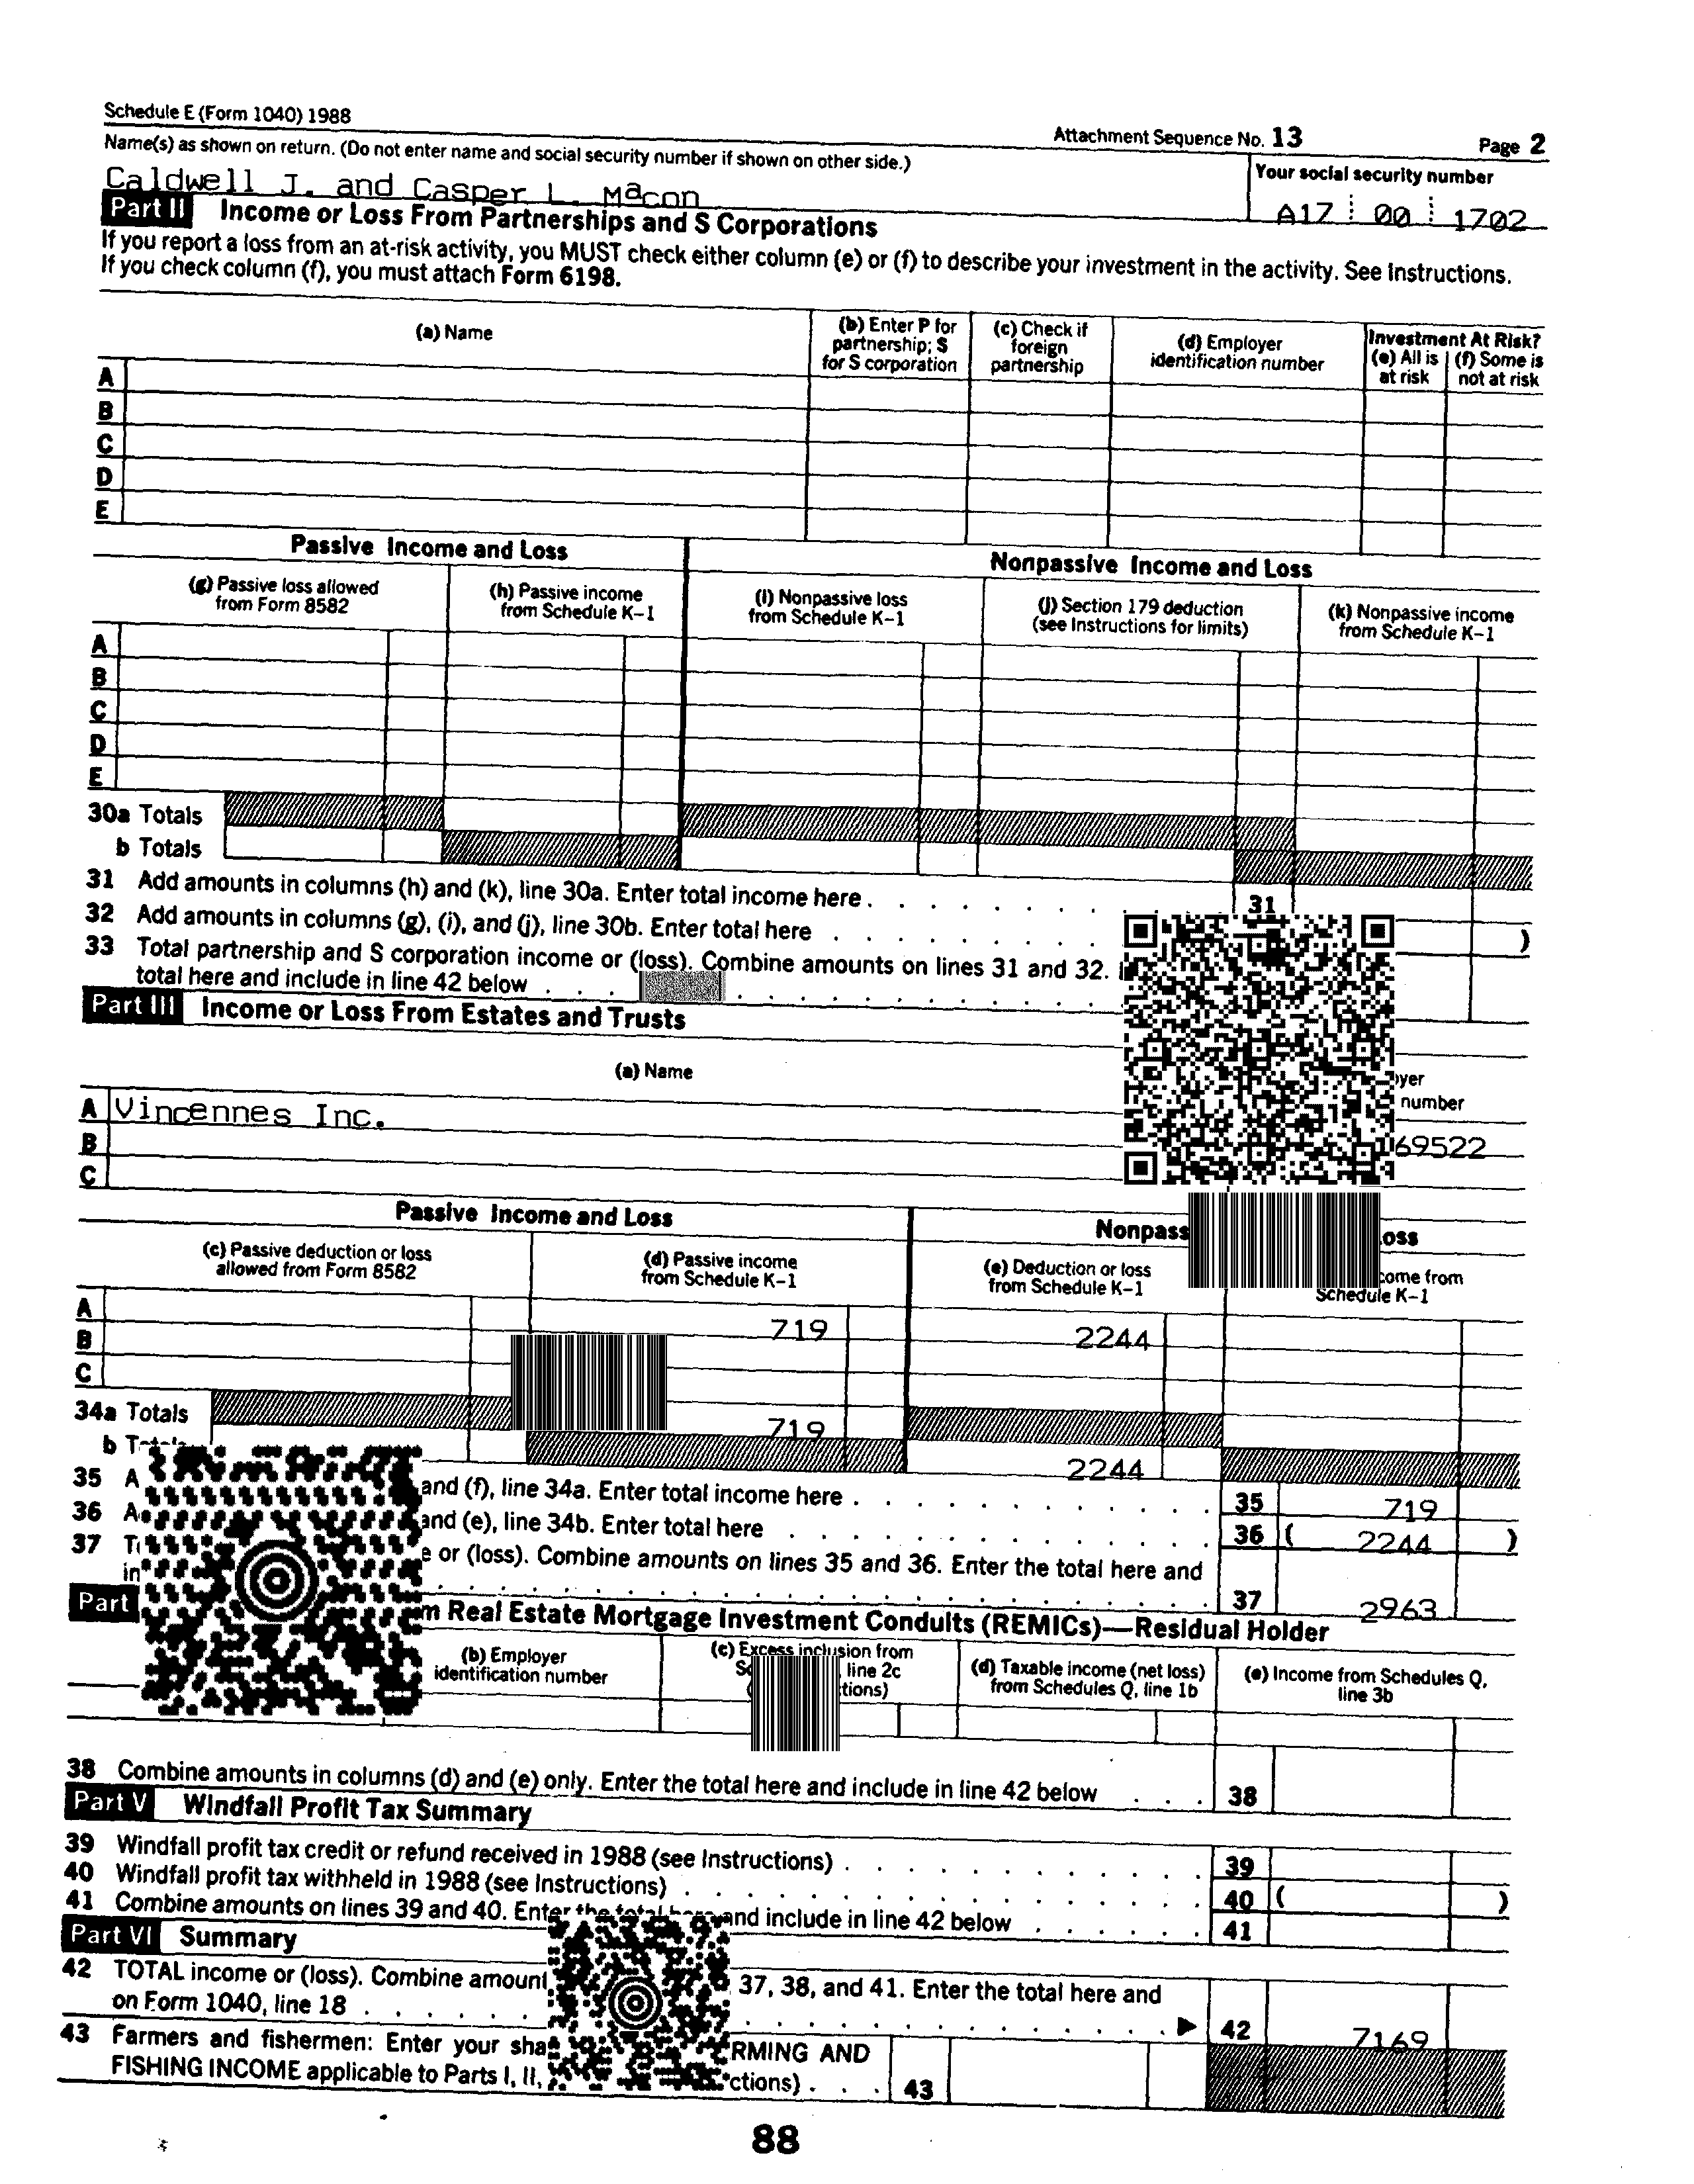 Schedule E (Form 1040) 1988
Attachment Sequence No. 13
Page 2
Name(s) as shown on return. (Do not enter name and social security number if shown on other side.)
Your social security number
Caldwell J. and Casper L. Macon
A17 00 1702
Part II Income or Loss From Partnerships and S Corporations
If you report a loss from an at-risk activity, you MUST check either column (e) or (f) to describe your investment in the activity. See Instructions.
If you check column (f), you must attach Form 6198.
(a) Name
(b) Enter P for partnership; S for S corporation
(c) Check if foreign partnership
(d) Employer identification number
Investment At Risk?
(e) All is at risk
(f) Some is not at risk
A
B
C
D
E
Passive Income and Loss
Nonpassive Income and Loss
(g) Passive loss allowed from Form 8582
(h) Passive income from Schedule K-1
(i) Nonpassive loss from Schedule K-1
(j) Section 179 deduction (see Instructions for limits)
(k) Nonpassive income from Schedule K-1
A
B
C
D
E
30a Totals
b Totals
31 Add amounts in columns (h) and (k), line 30a. Enter total income here . . . . . . . 31
32 Add amounts in columns (g), (i), and (j), line 30b. Enter total here . . . . . . . . . )
33 Total partnership and S corporation income or (loss). Combine amounts on lines 31 and 32.
total here and include in line 42 below . . . . . . . . . . . . . . .
Part III Income or Loss From Estates and Trusts
(a) Name
number
A Vincennes Inc.
69522
B
C
Passive Income and Loss
Nonpass
oss
(c) Passive deduction or loss allowed from Form 8582
(d) Passive income from Schedule K-1
(e) Deduction or loss from Schedule K-1
come from Schedule K-1
A 719 2244
B
C
34a Totals 719
b 2244
35 A and (f), line 34a. Enter total income here . . . . . . . . . . . 35 719
36 and (e), line 34b. Enter total here . . . . . . . . . . . . . 36 ( 2244 )
37 e or (loss). Combine amounts on lines 35 and 36. Enter the total here and
in . . . . . . . . . . . . . . . 37 2963
Part m Real Estate Mortgage Investment Conduits (REMICs)—Residual Holder
(b) Employer identification number
(c) Excess inclusion from line 2c
(d) Taxable income (net loss) from Schedules Q, line 1b
(e) Income from Schedules Q, line 3b
38 Combine amounts in columns (d) and (e) only. Enter the total here and include in line 42 below . . . 38
Part V Windfall Profit Tax Summary
39 Windfall profit tax credit or refund received in 1988 (see Instructions) . . . . . . . . . . . . 39
40 Windfall profit tax withheld in 1988 (see Instructions) . . . . . . . . . . . . . . . . . 40 ( )
41 Combine amounts on lines 39 and 40. Enter the total here and include in line 42 below . . . . . . 41
Part VI Summary
42 TOTAL income or (loss). Combine amount 37, 38, and 41. Enter the total here and
on Form 1040, line 18 . . . . . . . . . . . . . . . . . . . . ▶ 42 7169
43 Farmers and fishermen: Enter your sha RMING AND
FISHING INCOME applicable to Parts I, II, ctions) . . . 43
88